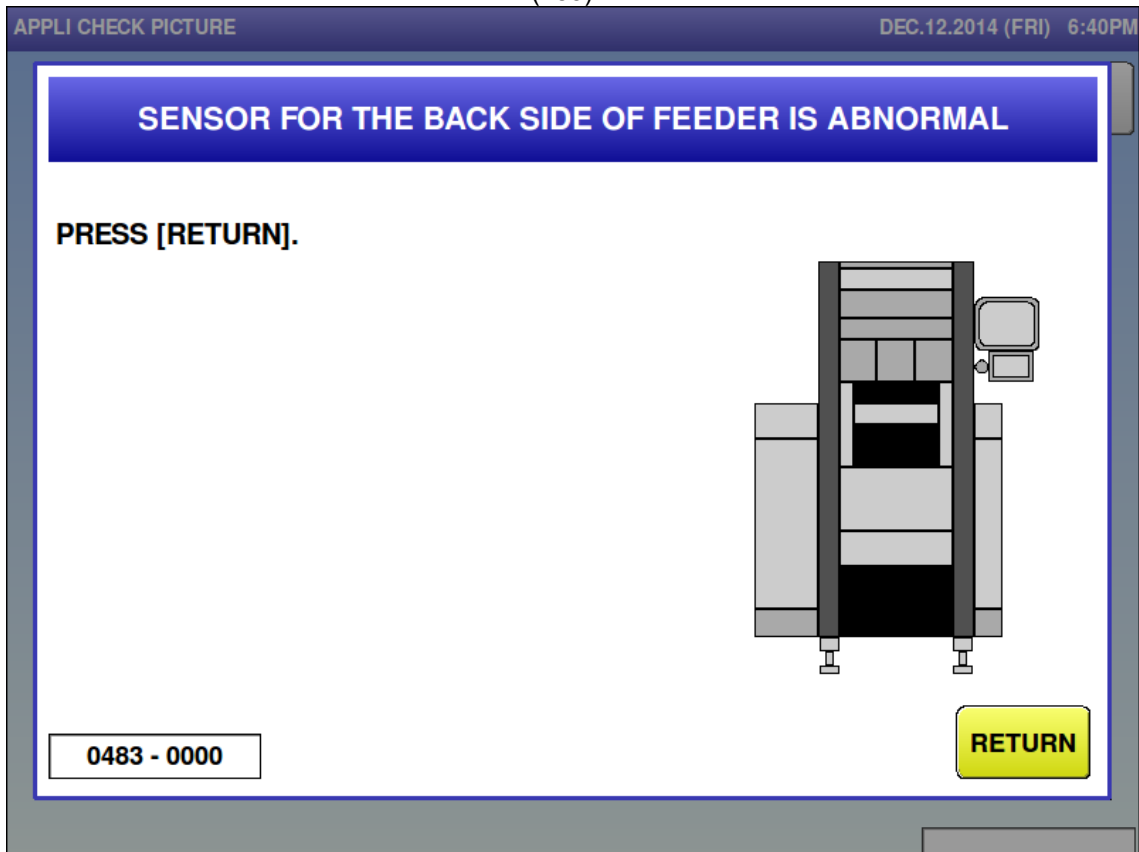 APPLI CHECK PICTURE
DEC.12.2014 (FRI) 6:40PM
SENSOR FOR THE BACK SIDE OF FEEDER IS ABNORMAL
PRESS [RETURN].
0483 - 0000
RETURN